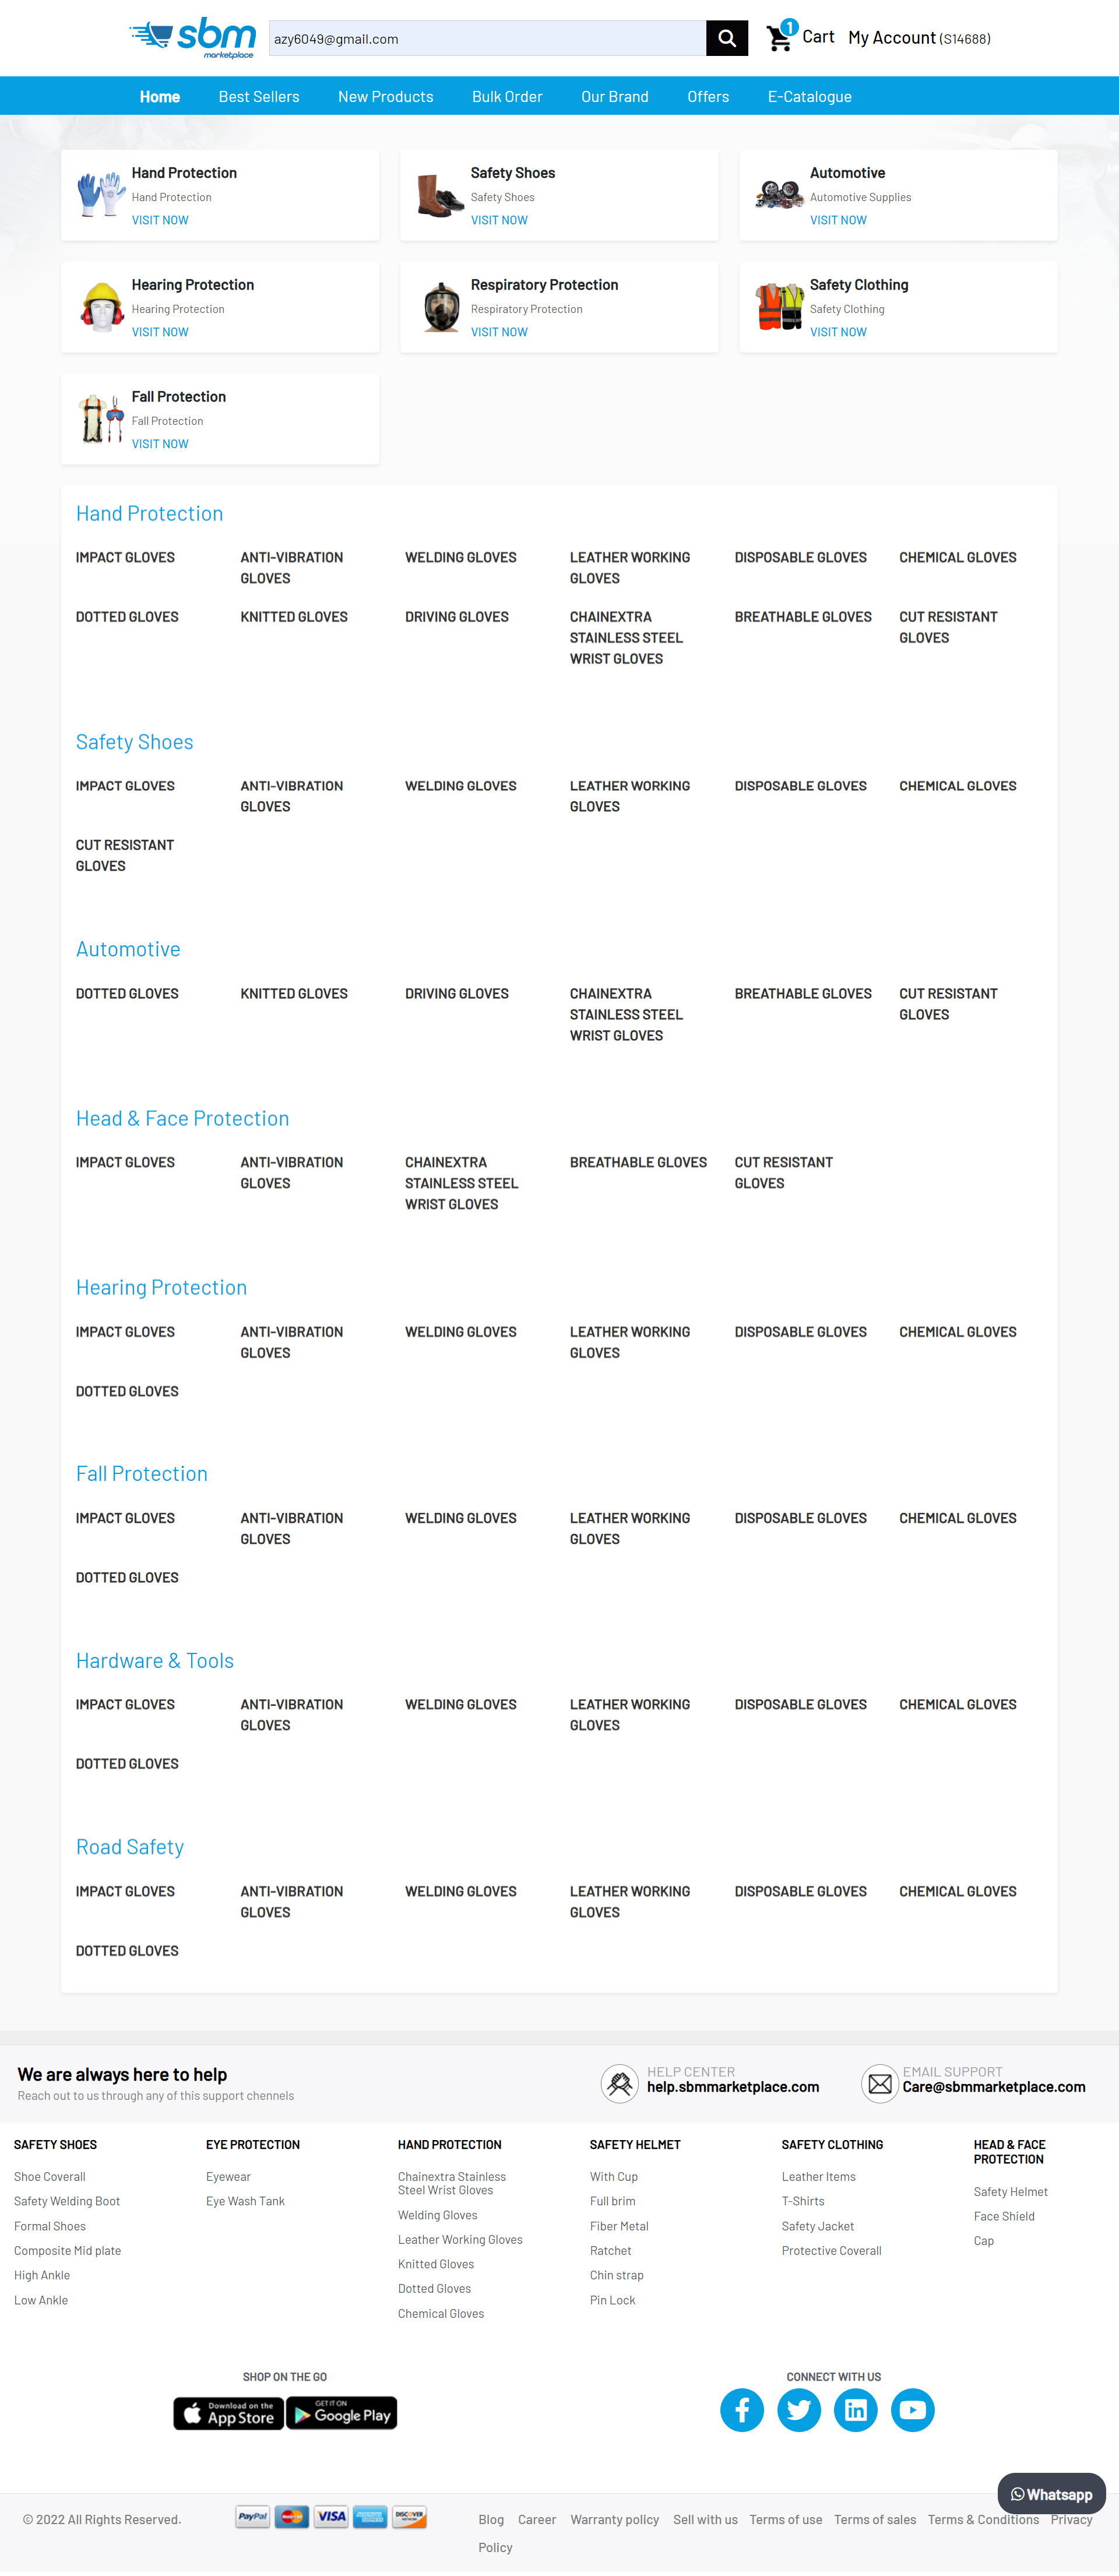 sbm
marketplace
azy6049@gmail.com
1
Cart
My Account (S14688)
Home
Best Sellers
New Products
Bulk Order
Our Brand
Offers
E-Catalogue
Hand Protection
Hand Protection
VISIT NOW
Safety Shoes
Safety Shoes
VISIT NOW
Automotive
Automotive Supplies
VISIT NOW
Hearing Protection
Hearing Protection
VISIT NOW
Respiratory Protection
Respiratory Protection
VISIT NOW
Safety Clothing
Safety Clothing
VISIT NOW
Fall Protection
Fall Protection
VISIT NOW
Hand Protection
IMPACT GLOVES
ANTI-VIBRATION
GLOVES
WELDING GLOVES
LEATHER WORKING
GLOVES
DISPOSABLE GLOVES
CHEMICAL GLOVES
DOTTED GLOVES
KNITTED GLOVES
DRIVING GLOVES
CHAINEXTRA
STAINLESS STEEL
WRIST GLOVES
BREATHABLE GLOVES
CUT RESISTANT
GLOVES
Safety Shoes
IMPACT GLOVES
ANTI-VIBRATION
GLOVES
WELDING GLOVES
LEATHER WORKING
GLOVES
DISPOSABLE GLOVES
CHEMICAL GLOVES
CUT RESISTANT
GLOVES
Automotive
DOTTED GLOVES
KNITTED GLOVES
DRIVING GLOVES
CHAINEXTRA
STAINLESS STEEL
WRIST GLOVES
BREATHABLE GLOVES
CUT RESISTANT
GLOVES
Head & Face Protection
IMPACT GLOVES
ANTI-VIBRATION
GLOVES
CHAINEXTRA
STAINLESS STEEL
WRIST GLOVES
BREATHABLE GLOVES
CUT RESISTANT
GLOVES
Hearing Protection
IMPACT GLOVES
ANTI-VIBRATION
GLOVES
WELDING GLOVES
LEATHER WORKING
GLOVES
DISPOSABLE GLOVES
CHEMICAL GLOVES
DOTTED GLOVES
Fall Protection
IMPACT GLOVES
ANTI-VIBRATION
GLOVES
WELDING GLOVES
LEATHER WORKING
GLOVES
DISPOSABLE GLOVES
CHEMICAL GLOVES
DOTTED GLOVES
Hardware & Tools
IMPACT GLOVES
ANTI-VIBRATION
GLOVES
WELDING GLOVES
LEATHER WORKING
GLOVES
DISPOSABLE GLOVES
CHEMICAL GLOVES
DOTTED GLOVES
Road Safety
IMPACT GLOVES
ANTI-VIBRATION
GLOVES
WELDING GLOVES
LEATHER WORKING
GLOVES
DISPOSABLE GLOVES
CHEMICAL GLOVES
DOTTED GLOVES
We are always here to help
Reach out to us through any of this support chennels
HELP CENTER
help.sbmmarketplace.com
EMAIL SUPPORT
Care@sbmmarketplace.com
SAFETY SHOES
Shoe Coverall
Safety Welding Boot
Formal Shoes
Composite Mid plate
High Ankle
Low Ankle
EYE PROTECTION
Eyewear
Eye Wash Tank
HAND PROTECTION
Chainextra Stainless
Steel Wrist Gloves
Welding Gloves
Leather Working Gloves
Knitted Gloves
Dotted Gloves
Chemical Gloves
SAFETY HELMET
With Cup
Full brim
Fiber Metal
Ratchet
Chin strap
Pin Lock
SAFETY CLOTHING
Leather Items
T-Shirts
Safety Jacket
Protective Coverall
HEAD & FACE
PROTECTION
Safety Helmet
Face Shield
Cap
SHOP ON THE GO
Download on the
App Store
GET IT ON
Google Play
CONNECT WITH US
Whatsapp
© 2022 All Rights Reserved.
PayPal
MasterCard
VISA
AMERICAN EXPRESS
DISCOVER
Blog
Career
Warranty policy
Sell with us
Terms of use
Terms of sales
Terms & Conditions
Privacy
Policy